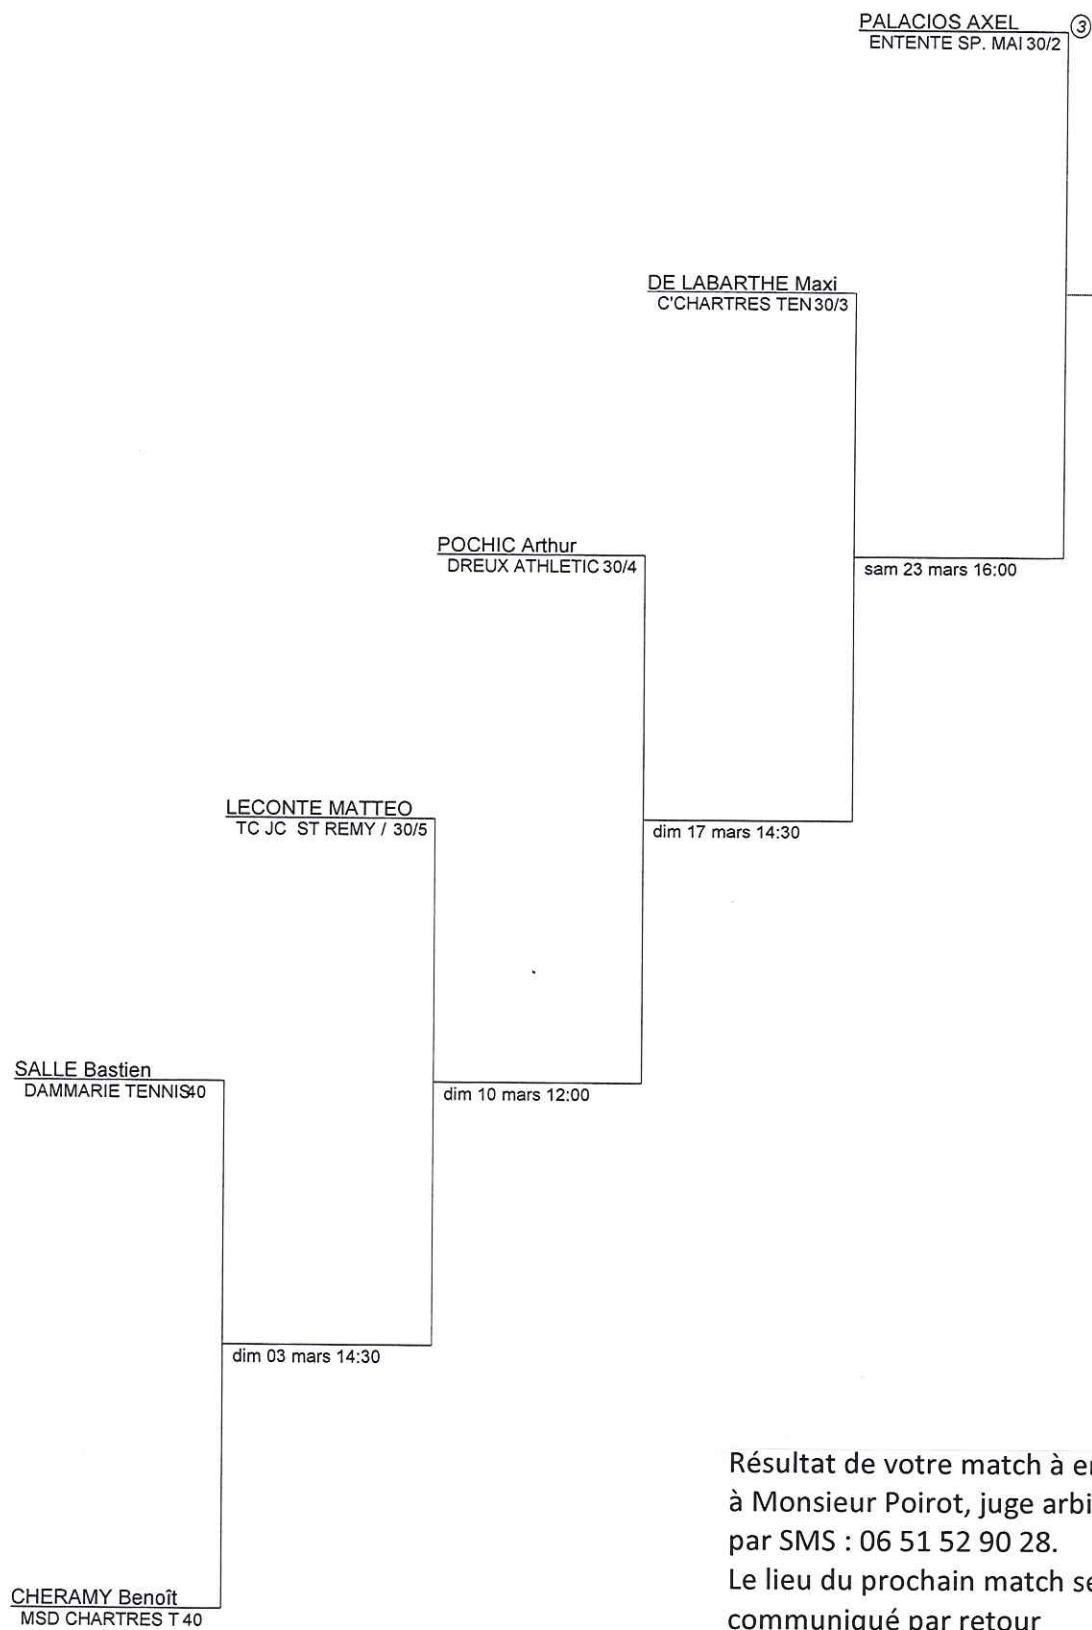 PALACIOS AXEL 3
ENTENTE SP. MAI 30/2
DE LABARTHE Maxi
C'CHARTRES TEN 30/3
POCHIC Arthur
DREUX ATHLETIC 30/4
sam 23 mars 16:00
LECONTE MATTEO
TC JC ST REMY / 30/5
dim 17 mars 14:30
SALLE Bastien
DAMMARIE TENNIS40
dim 10 mars 12:00
dim 03 mars 14:30
Résultat de votre match à
à Monsieur Poirot, juge
par SMS : 06 51 52 90 28.
Le lieu du prochain match
CHERAMY Benoît
MSD CHARTRES T 40
communiqué par retour